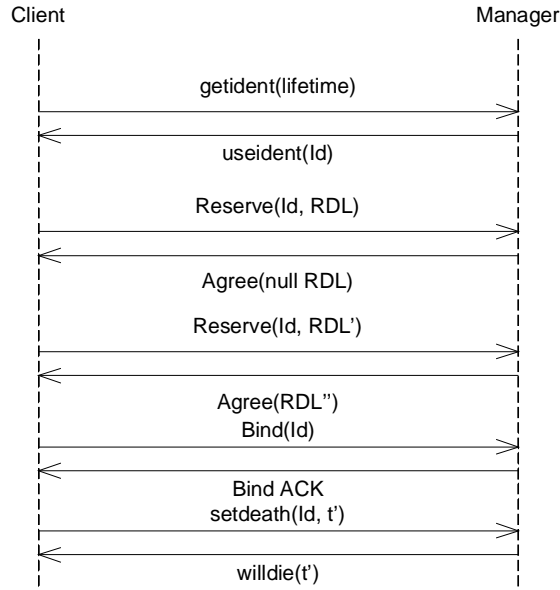 Client Manager
getident(lifetime)
useident(Id)
Reserve(Id, RDL)
Agree(null RDL)
Reserve(Id, RDL’)
Agree(RDL’’)
Bind(Id)
Bind ACK
setdeath(Id, t’)
willdie(t’)